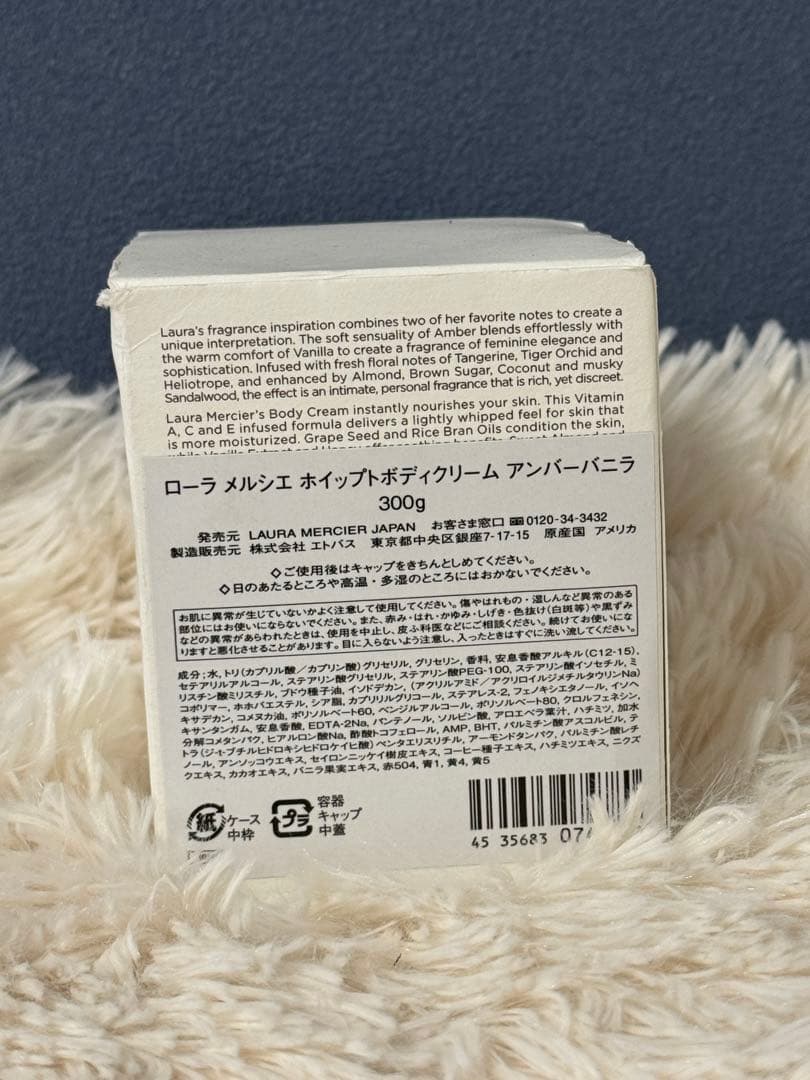 Laura's fragrance inspiration combines two of her favorite notes to create a
unique interpretation. The soft sensuality of Amber blends effortlessly with
the warm comfort of Vanilla to create a fragrance of feminine elegance and
sophistication. Infused with fresh floral notes of Tangerine, Tiger Orchid and
Heliotrope, and enhanced by Almond, Brown Sugar, Coconut and musky
Sandalwood, the effect is an intimate, personal fragrance that is rich, yet discreet.
Laura Mercier's Body Cream instantly nourishes your skin. This Vitamin
A, C and E infused formula delivers a lightly whipped feel for skin that
is more moisturized. Grape Seed and Rice Bran Oils condition the skin,
ローラ メルシエ ホイップトボディクリーム アンバーバニラ
300g
発売元 LAURA MERCIER JAPAN お客さま窓口 0120-34-3432
製造販売元 株式会社 エトバス 東京都中央区銀座7-17-15 原産国 アメリカ
◇ご使用後はキャップをきちんとしめてください。
◇日のあたるところや高温・多湿のところにはおかないでください。
お肌に異常が生じていないかよく注意して使用してください。傷やはれもの・湿しんなど異常のある
部位にはお使いにならないでください。また、赤み・はれ・かゆみ・しげき・色抜け(白斑等)や黒ずみ
などの異常があらわれたときは、使用を中止し、皮ふ科医などにご相談ください。続けてお使いにな
りますと悪化させることがあります。目に入らないよう注意し、入ったときはすぐに洗い流してください。
成分:水、トリ(カプリル酸/カプリン酸)グリセリル、グリセリン、香料、安息香酸アルキル(C12-15)、
セテアリルアルコール、ステアリン酸グリセリル、ステアリン酸PEG-100、ステアリン酸イソセチル、ミ
リスチン酸ミリスチル、ブドウ種子油、イソドデカン、(アクリルアミド/アクリロイルジメチルタウリンNa)
コポリマー、ホホバエステル、シア脂、カプリリルグリコール、ステアレス-2、フェノキシエタノール、イソヘ
キサデカン、コメヌカ油、ポリソルベート60、ベンジルアルコール、ポリソルベート80、クロルフェネシン、
キサンタンガム、安息香酸、EDTA-2Na、パンテノール、ソルビン酸、アロエベラ葉汁、ハチミツ、加水
分解コメタンパク、ヒアルロン酸Na、酢酸トコフェロール、AMP、BHT、パルミチン酸アスコルビル、テ
トラ(ジ-t-ブチルヒドロキシヒドロケイヒ酸)ペンタエリスリチル、アーモンドタンパク、パルミチン酸レチ
ノール、アンソッコウエキス、セイロンニッケイ樹皮エキス、コーヒー種子エキス、ハチミツエキス、ニクズ
クエキス、カカオエキス、バニラ果実エキス、赤504、青1、黄4、黄5
紙 ケース
中枠
プラ 容器
キャップ
中蓋
45 35683